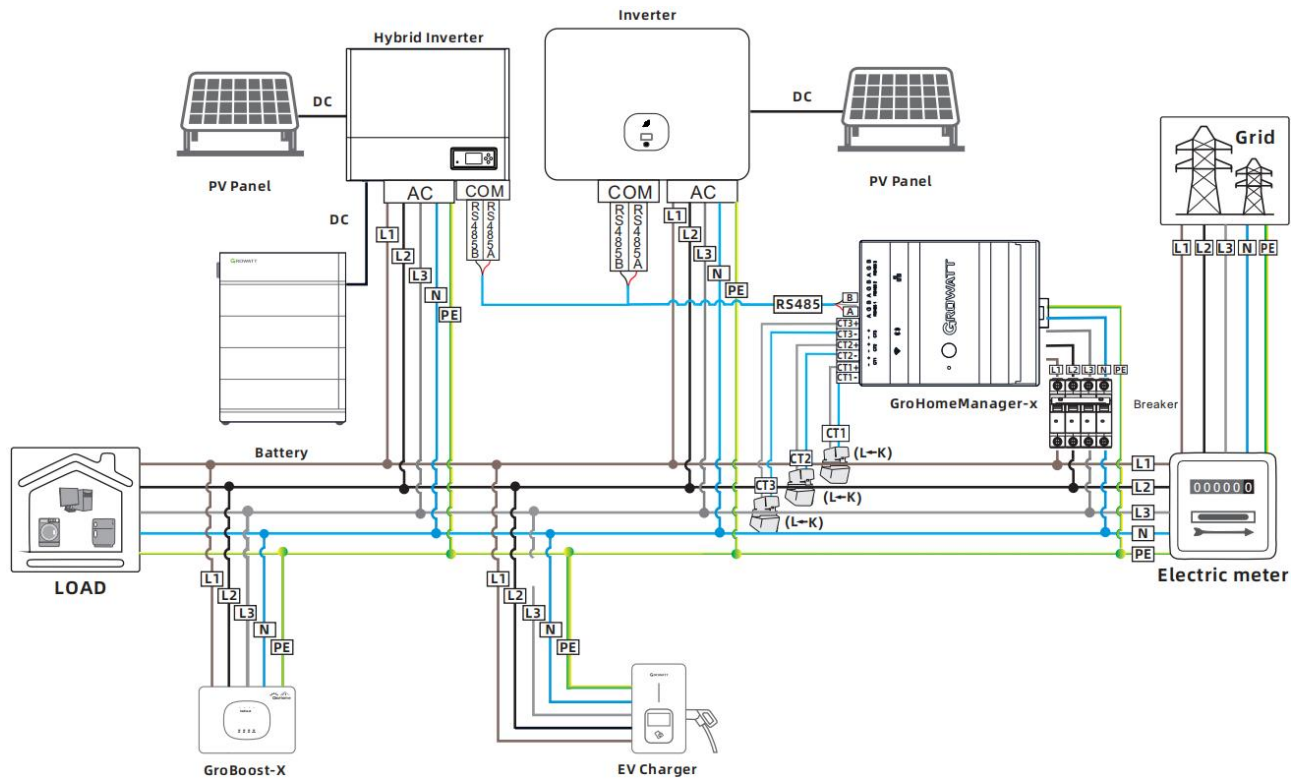 Inverter
Hybrid Inverter
DC
DC
Grid
PV Panel
PV Panel
AC
COM
COM
AC
DC
RS485B
RS485A
RS485B
RS485A
L1
L2
L3
N
PE
L1
L2
L3
N
PE
L1
L2
L3
N
PE
GROWATT
RS485
B
A
CT3+
CT3-
CT2+
CT2-
CT1+
CT1-
GROWATT
L1
L2
L3
N
PE
GroHomeManager-x
Breaker
Battery
CT1
(L←K)
CT2
(L←K)
CT3
(L←K)
L1
L2
L3
N
PE
000000
LOAD
Electric meter
L1
L2
L3
N
PE
L1
L2
L3
N
PE
GROWATT
GroBoost-X
EV Charger